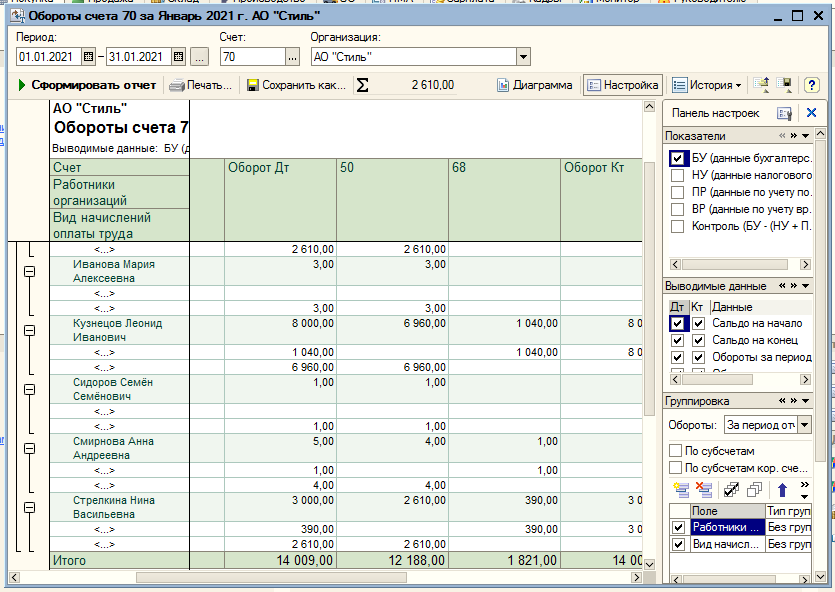 Обороты счета 70 за Январь 2021 г. АО "Стиль"
Период: Счет: Организация:
01.01.2021 – 31.01.2021 ... 70 ... АО "Стиль"
Сформировать отчет Печать... Сохранить как... Σ 2 610,00 Диаграмма Настройка История ?
АО "Стиль"
Обороты счета 7
Выводимые данные: БУ (д
Счет Оборот Дт 50 68 Оборот Кт
Работники
организаций
Вид начислений
оплаты труда
<...> 2 610,00 2 610,00
Иванова Мария 3,00 3,00
Алексеевна
<...>
<...> 3,00 3,00
Кузнецов Леонид 8 000,00 6 960,00 1 040,00 8 0
Иванович
<...> 1 040,00 1 040,00 8 0
<...> 6 960,00 6 960,00
Сидоров Семён 1,00 1,00
Семёнович
<...>
<...> 1,00 1,00
Смирнова Анна 5,00 4,00 1,00
Андреевна
<...> 1,00 1,00
<...> 4,00 4,00
Стрелкина Нина 3 000,00 2 610,00 390,00 3 0
Васильевна
<...> 390,00 390,00 3 0
<...> 2 610,00 2 610,00
Итого 14 009,00 12 188,00 1 821,00 14 00
Панель настроек
Показатели
БУ (данные бухгалтерс.
НУ (данные налогового
ПР (данные по учету по.
ВР (данные по учету вр.
Контроль (БУ - (НУ + П.
Выводимые данные
Дт Кт Данные
Сальдо на начало
Сальдо на конец
Обороты за период
Группировка
Обороты: За период от
По субсчетам
По субсчетам кор. сче...
Поле Тип груп
Работники ... Без груп
Вид начисл... Без груп